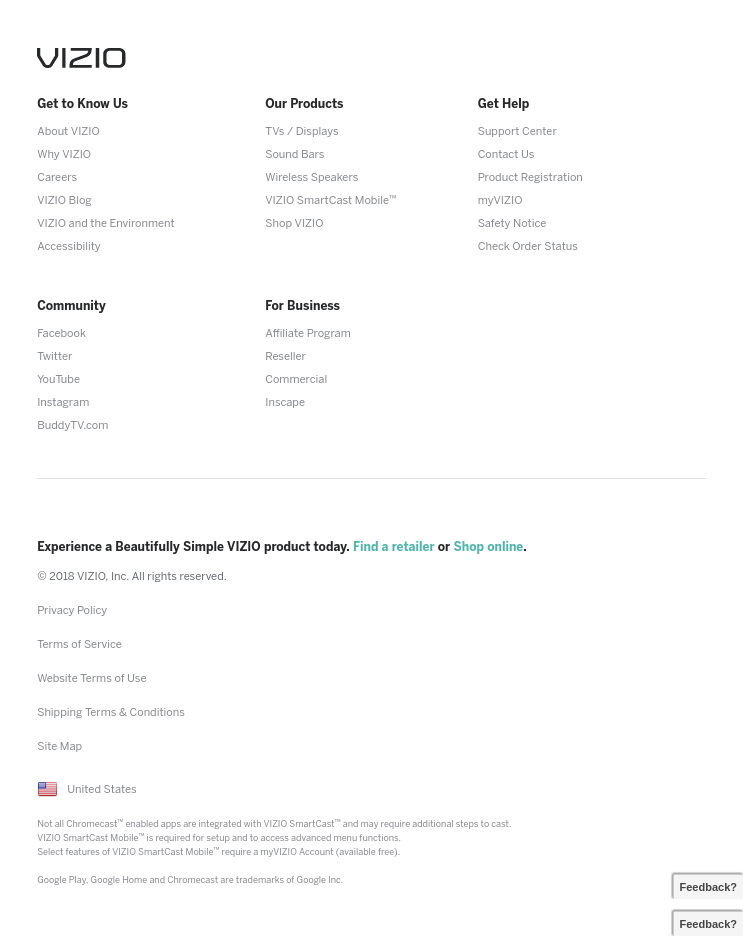 VIZIO
Get to Know Us
About VIZIO
Why VIZIO
Careers
VIZIO Blog
VIZIO and the Environment
Accessibility
Our Products
TVs / Displays
Sound Bars
Wireless Speakers
VIZIO SmartCast Mobile™
Shop VIZIO
Get Help
Support Center
Contact Us
Product Registration
myVIZIO
Safety Notice
Check Order Status
Community
Facebook
Twitter
YouTube
Instagram
BuddyTV.com
For Business
Affiliate Program
Reseller
Commercial
Inscape
Experience a Beautifully Simple VIZIO product today. Find a retailer or Shop online.
© 2018 VIZIO, Inc. All rights reserved.
Privacy Policy
Terms of Service
Website Terms of Use
Shipping Terms & Conditions
Site Map
United States
Not all Chromecast™ enabled apps are integrated with VIZIO SmartCast™ and may require additional steps to cast.
VIZIO SmartCast Mobile™ is required for setup and to access advanced menu functions.
Select features of VIZIO SmartCast Mobile™ require a myVIZIO Account (available free).
Google Play, Google Home and Chromecast are trademarks of Google Inc.
Feedback?
Feedback?